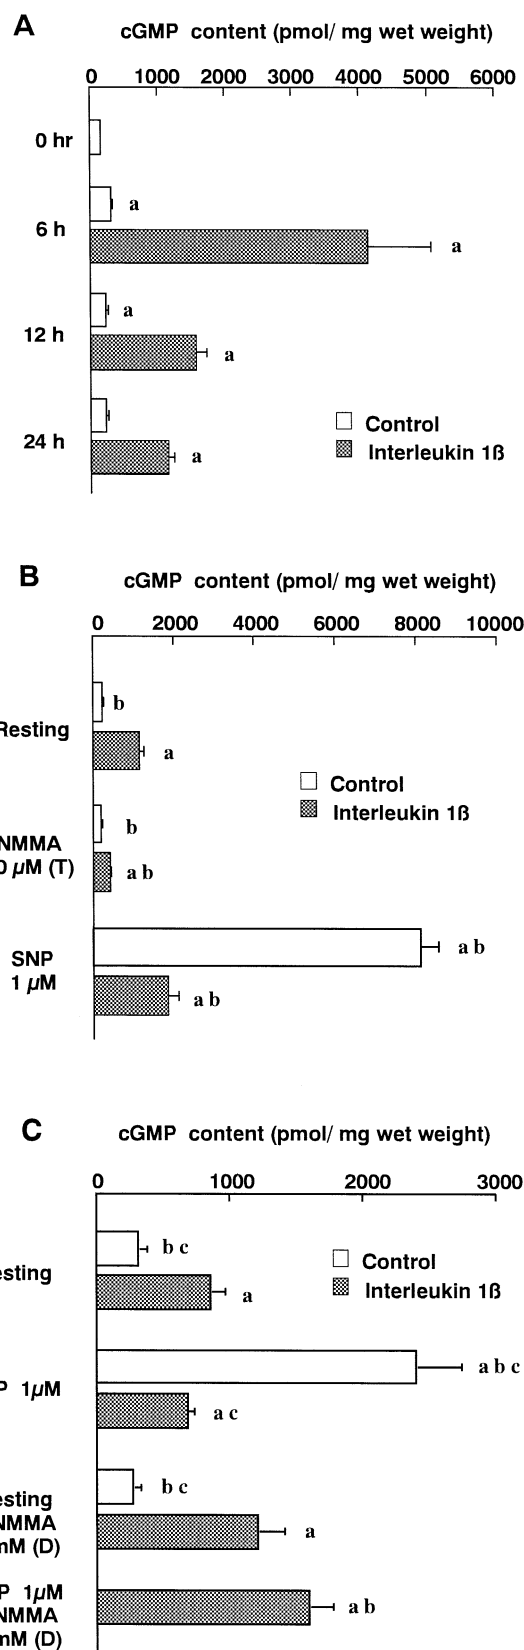 A
cGMP content (pmol/ mg wet weight)
0 1000 2000 3000 4000 5000 6000
0 hr
a
6 h
a
a
12 h
a
24 h
a
Control
Interleukin 1ß
B
cGMP content (pmol/ mg wet weight)
0 2000 4000 6000 8000 10000
b
Resting
a
Control
Interleukin 1ß
b
NMMA
0 µM (T)
a b
SNP
1 µM
a b
a b
C
cGMP content (pmol/ mg wet weight)
0 1000 2000 3000
b c
Control
esting
Interleukin 1ß
a
a b c
P 1µM
a c
b c
esting
NMMA
mM (D)
a
P 1µM
NMMA
mM (D)
a b